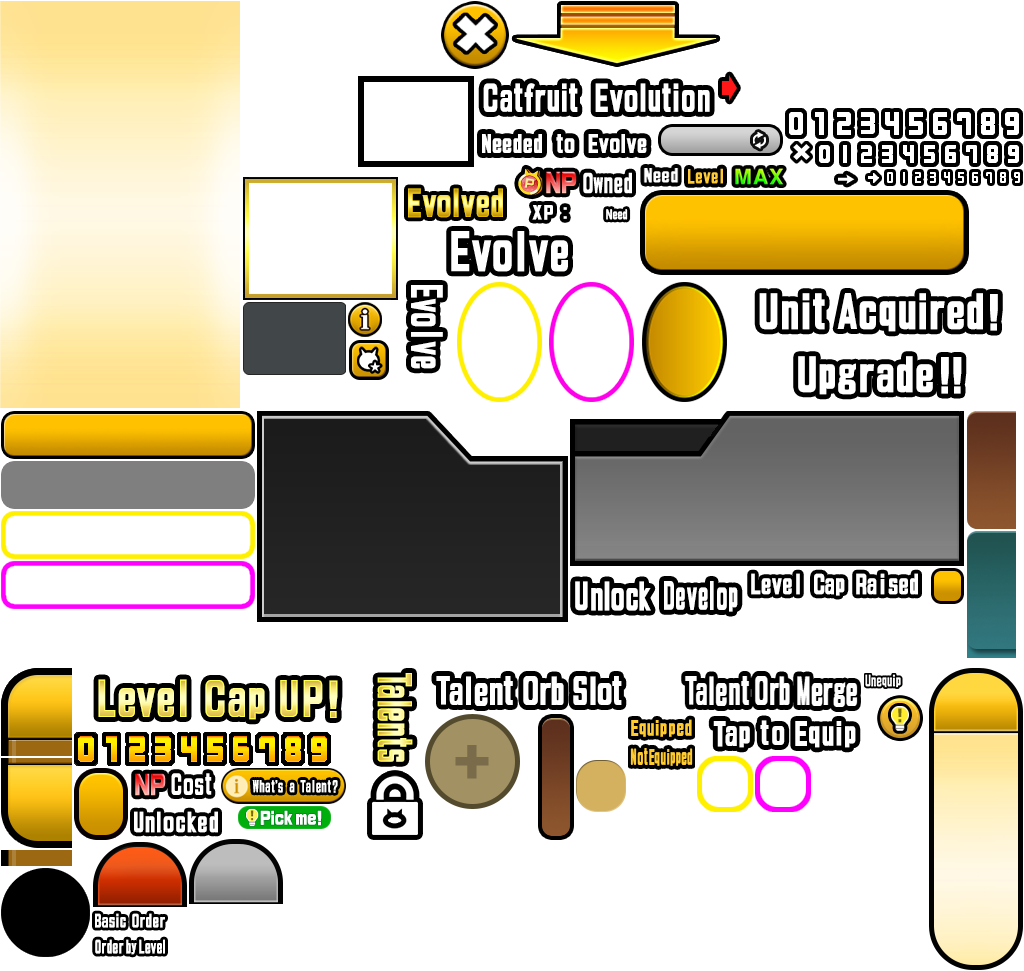 Catfruit Evolution
Needed to Evolve
0123456789
×0123456789
Need Level MAX
0123456789
NP Owned
Evolved
XP :
Need
Evolve
Evolve
i
Unit Acquired!
Upgrade!!
Unlock Develop
Level Cap Raised
Level Cap UP!
Talents
Talent Orb Slot
Talent Orb Merge
Unequip
0123456789
Equipped
Tap to Equip
NotEquipped
NP Cost
i What's a Talent?
Unlocked
Pick me!
Basic Order
Order by Level